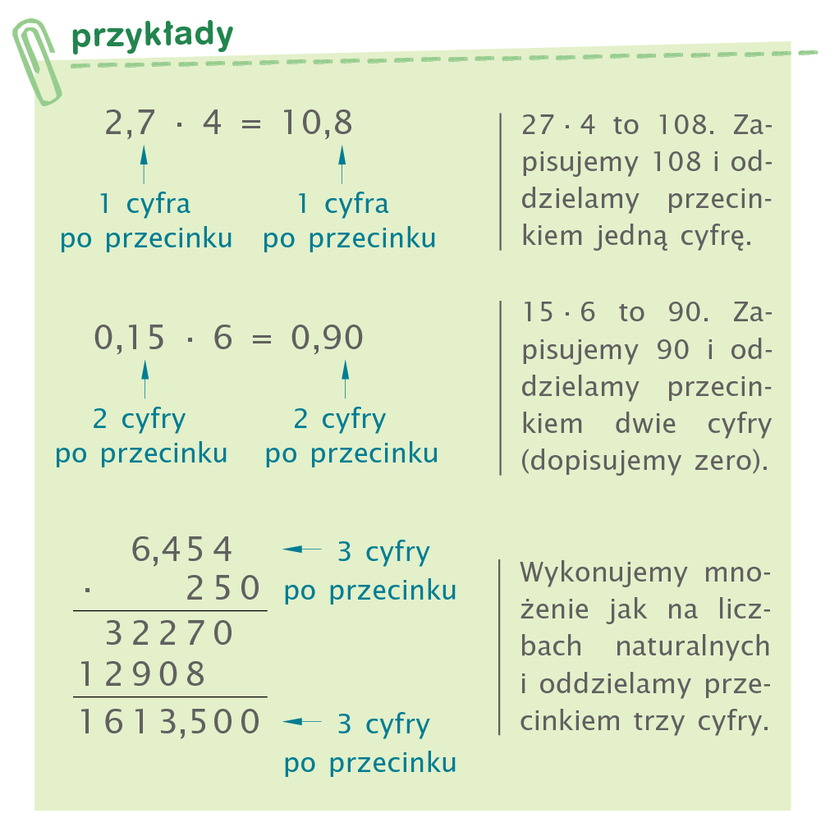 przykłady
2,7 · 4 = 10,8
1 cyfra
po przecinku
1 cyfra
po przecinku
27 · 4 to 108. Za-
pisujemy 108 i od-
dzielamy przecin-
kiem jedną cyfrę.
0,15 · 6 = 0,90
2 cyfry
po przecinku
2 cyfry
po przecinku
15 · 6 to 90. Za-
pisujemy 90 i od-
dzielamy przecin-
kiem dwie cyfry
(dopisujemy zero).
6,454
· 250
32270
12908
1613,500
3 cyfry
po przecinku
3 cyfry
po przecinku
Wykonujemy mno-
żenie jak na licz-
bach naturalnych
i oddzielamy prze-
cinkiem trzy cyfry.